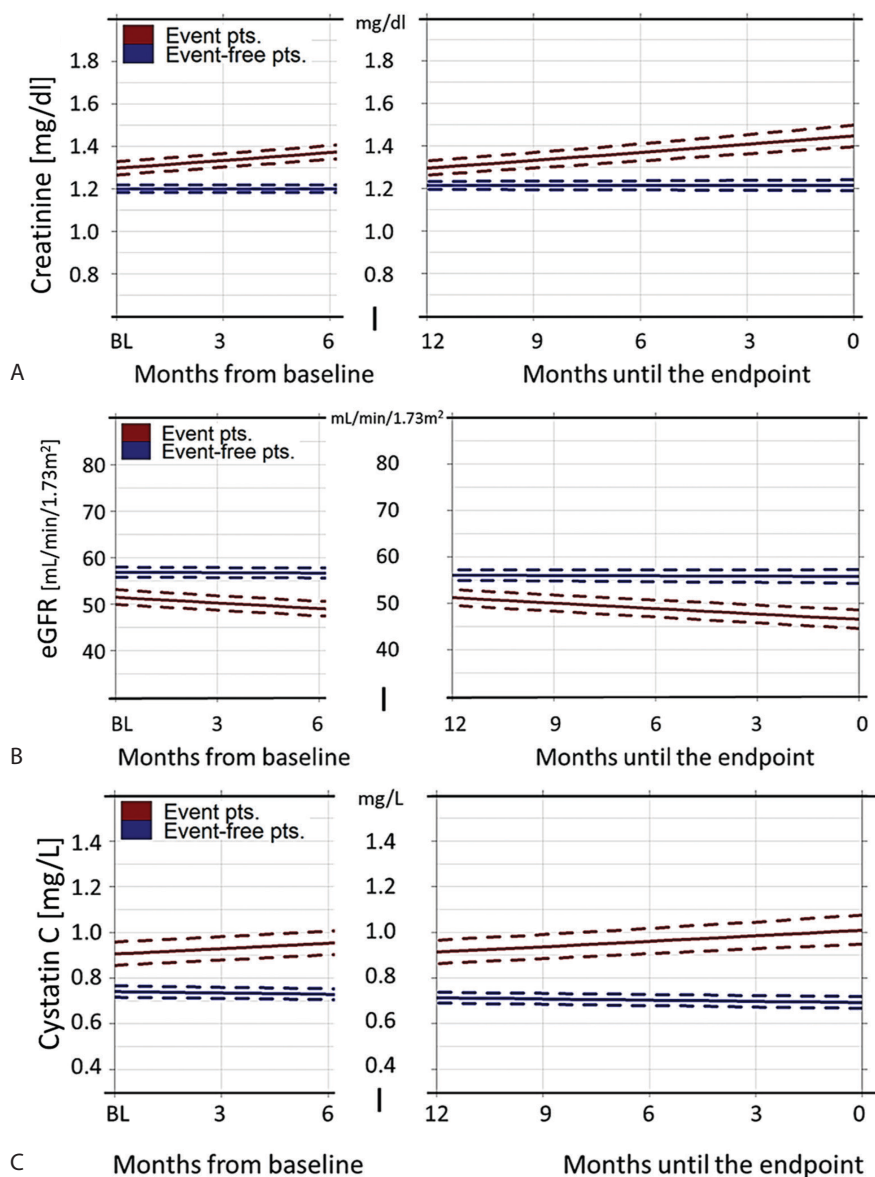 mg/dl
Event pts.
Event-free pts.
Creatinine [mg/dl]
1.8 1.8
1.6 1.6
1.4 1.4
1.2 1.2
1.0 1.0
0.8 0.8
BL 3 6 12 9 6 3 0
A Months from baseline Months until the endpoint
mL/min/1.73m²
Event pts.
Event-free pts.
eGFR [mL/min/1.73m²]
80 80
70 70
60 60
50 50
40 40
BL 3 6 12 9 6 3 0
B Months from baseline Months until the endpoint
mg/L
Event pts.
Event-free pts.
Cystatin C [mg/L]
1.4 1.4
1.2 1.2
1.0 1.0
0.8 0.8
0.6 0.6
0.4 0.4
BL 3 6 12 9 6 3 0
C Months from baseline Months until the endpoint